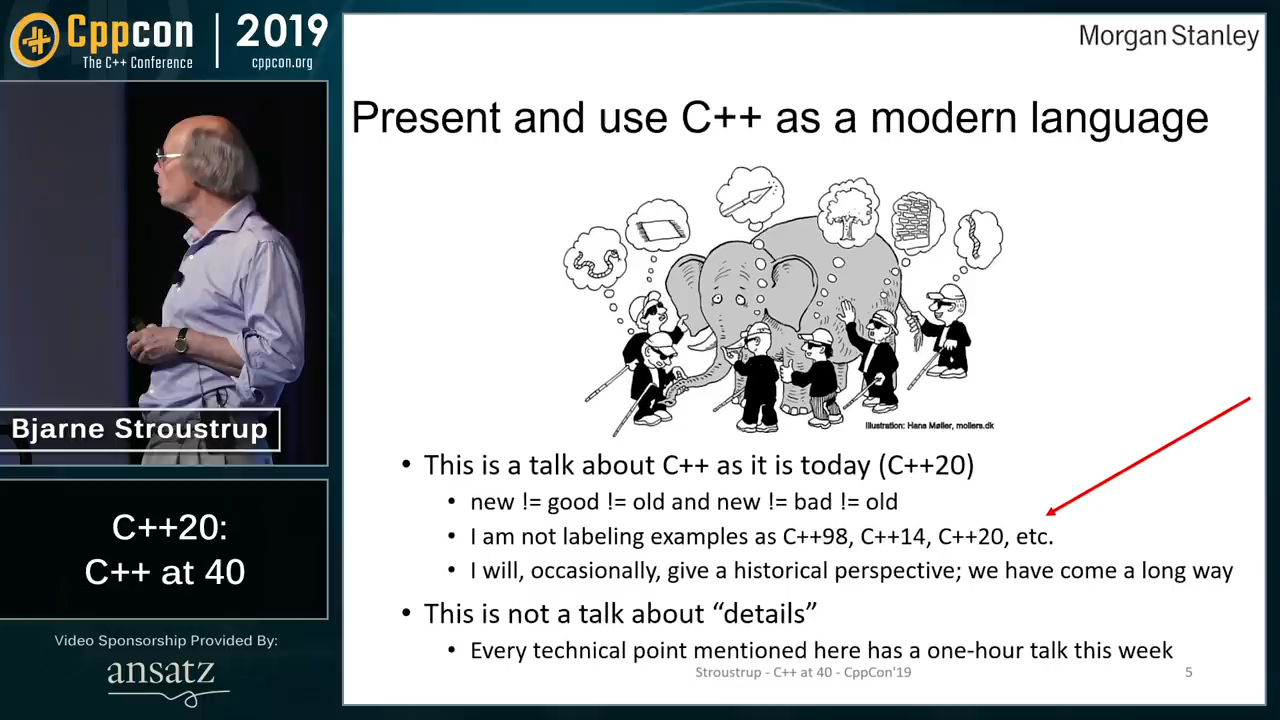 Cppcon
The C++ Conference
2019
cppcon.org
Morgan Stanley
Present and use C++ as a modern language
Illustration: Hans Møller, mollers.dk
• This is a talk about C++ as it is today (C++20)
• new != good != old and new != bad != old
• I am not labeling examples as C++98, C++14, C++20, etc.
• I will, occasionally, give a historical perspective; we have come a long way
• This is not a talk about “details”
• Every technical point mentioned here has a one-hour talk this week
Stroustrup - C++ at 40 - CppCon'19
5
Bjarne Stroustrup
C++20:
C++ at 40
Video Sponsorship Provided By:
ansatz